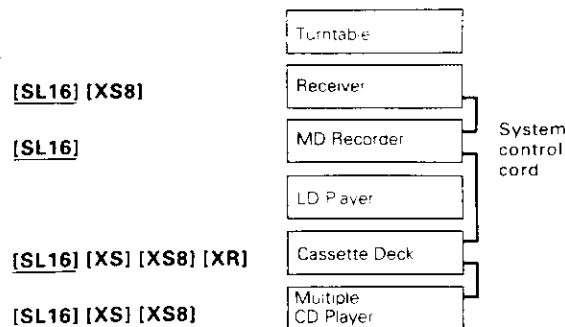 Turntable
[SL16] [XS8]
Receiver
[SL16]
MD Recorder
System
control
cord
LD Player
[SL16] [XS] [XS8] [XR]
Cassette Deck
[SL16] [XS] [XS8]
Multiple
CD Player